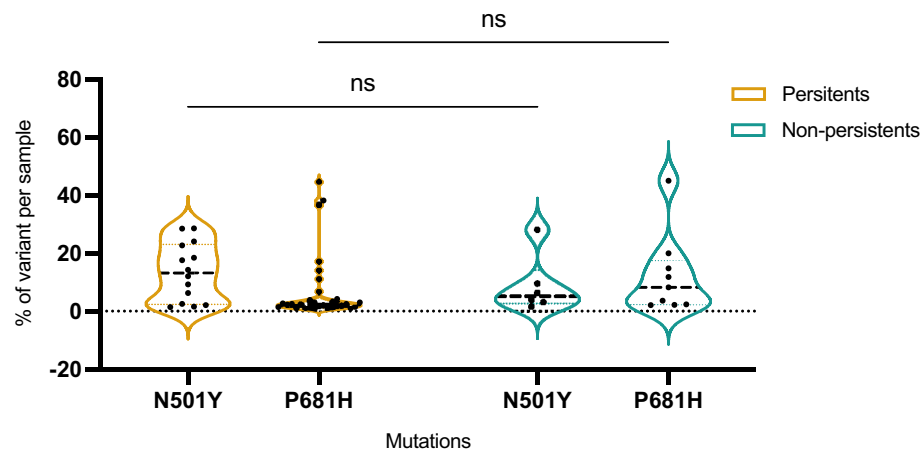 ns
ns
80
60
40
20
0
-20
% of variant per sample
Persitents
Non-persistents
N501Y P681H N501Y P681H
Mutations